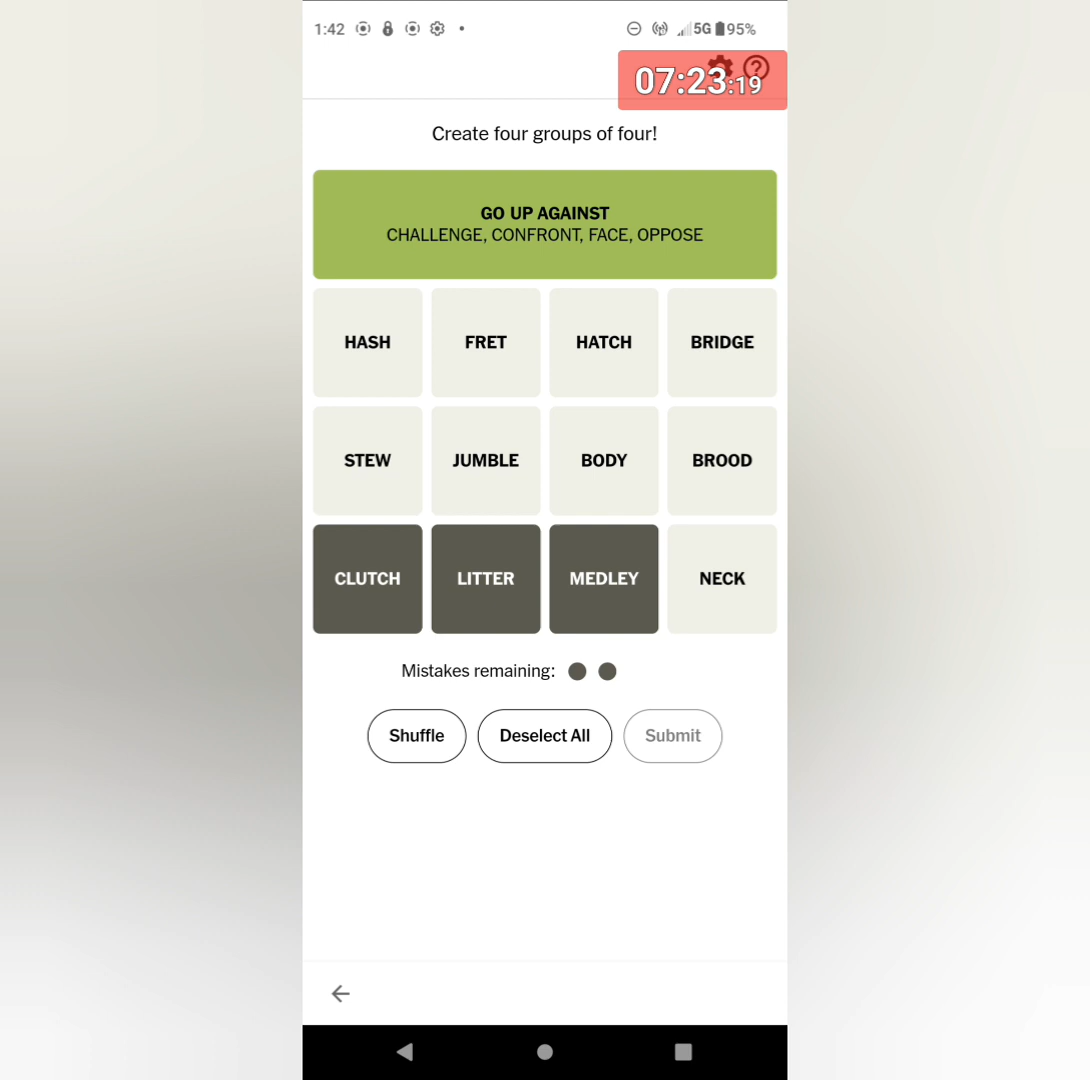 1:42 5G 95%
07:23:19
Create four groups of four!
GO UP AGAINST
CHALLENGE, CONFRONT, FACE, OPPOSE
HASH FRET HATCH BRIDGE
STEW JUMBLE BODY BROOD
CLUTCH LITTER MEDLEY NECK
Mistakes remaining:
Shuffle Deselect All Submit